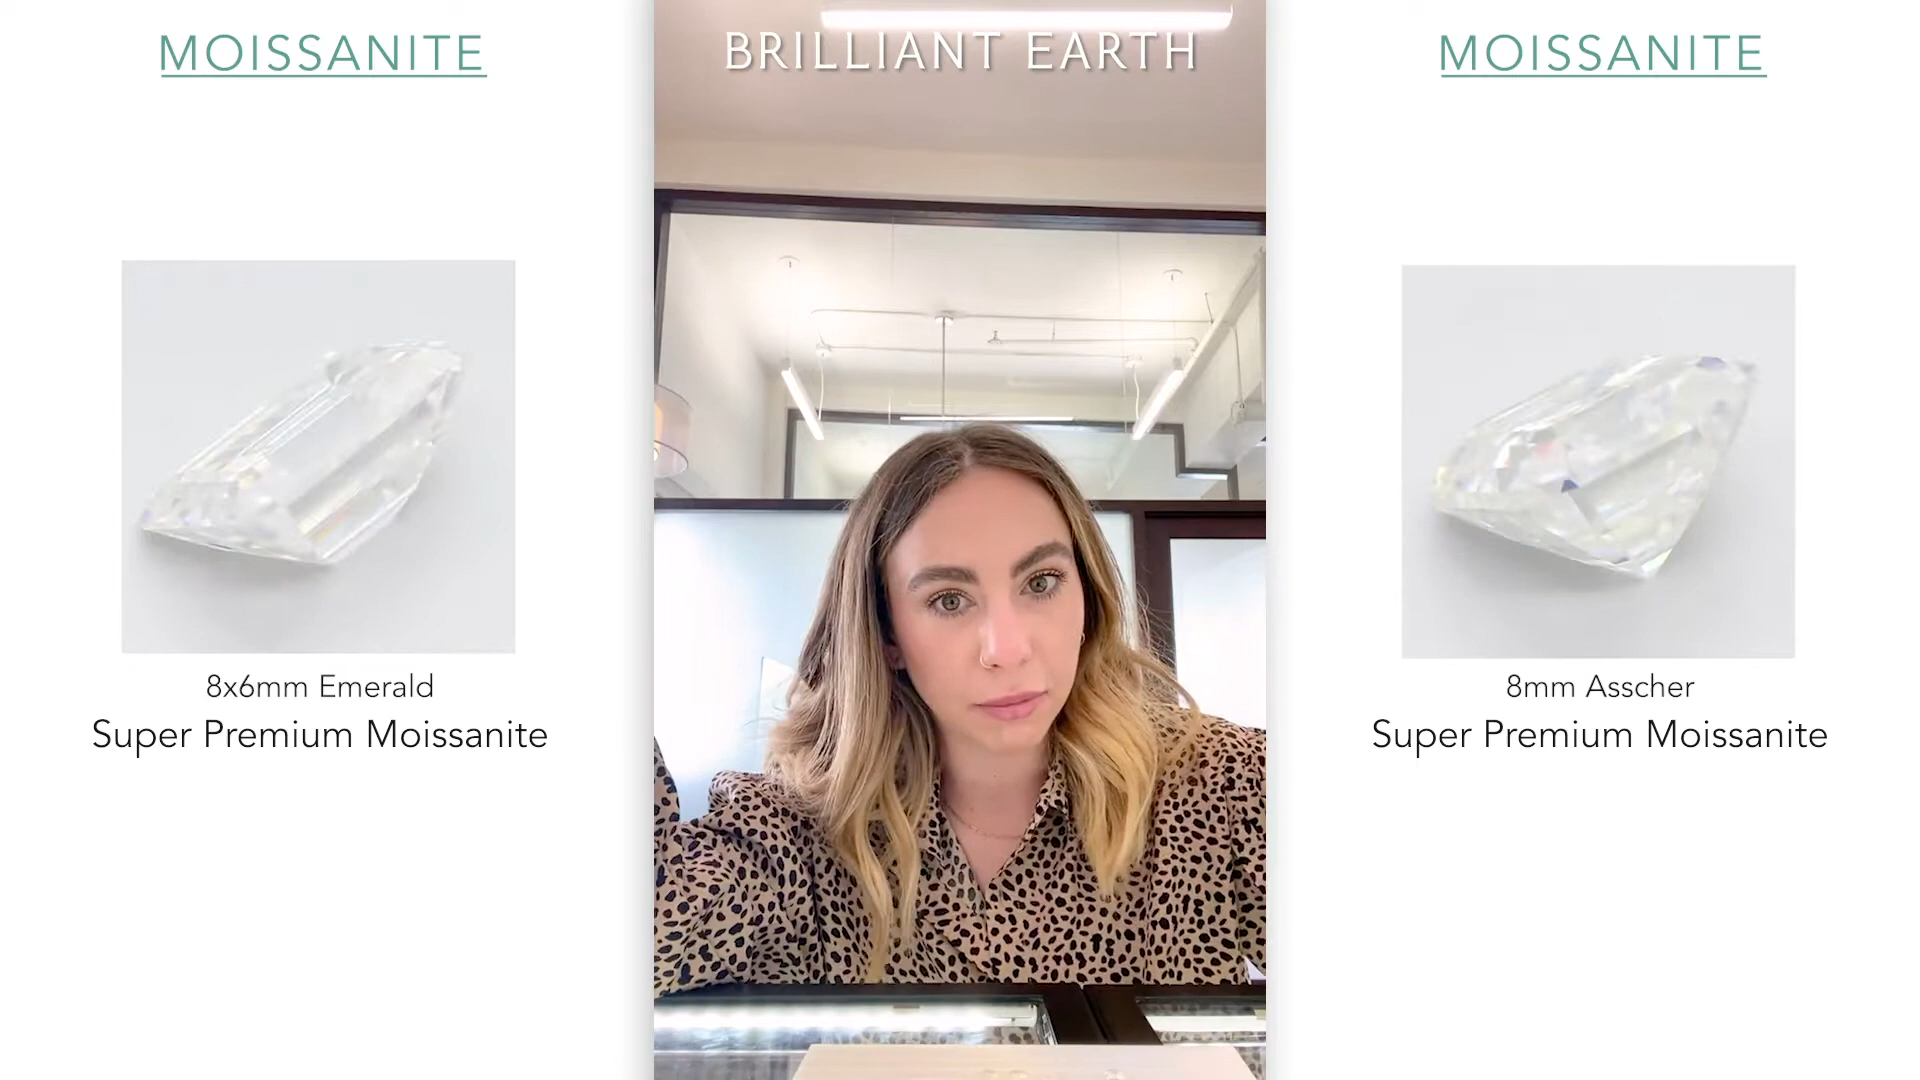 MOISSANITE
8x6mm Emerald
Super Premium Moissanite
BRILLIANT EARTH
MOISSANITE
8mm Asscher
Super Premium Moissanite